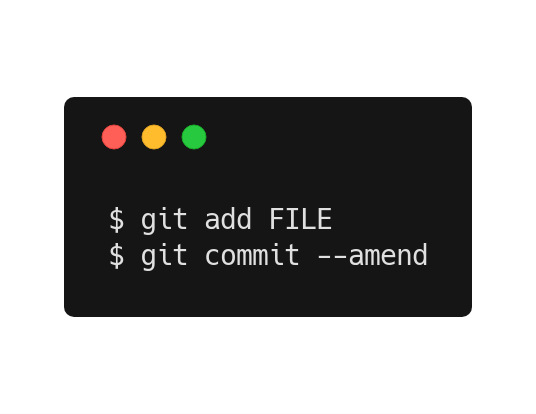 $ git add FILE
$ git commit --amend